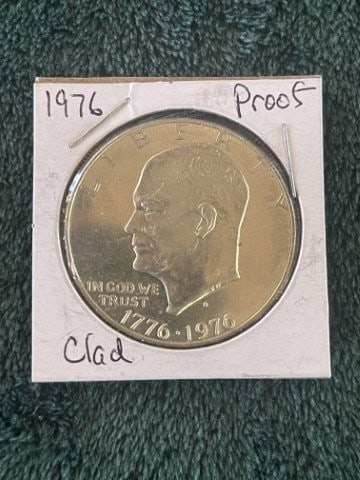 1976 Proof
LIBERTY
IN GOD WE
TRUST
S
1776·1976
Clad